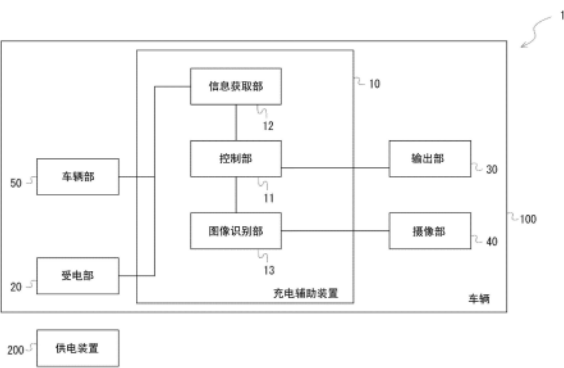 1
信息获取部
10
12
控制部
输出部
车辆部
50
11
30
图像识别部
摄像部
100
13
40
受电部
20
充电辅助装置
车辆
供电装置
200